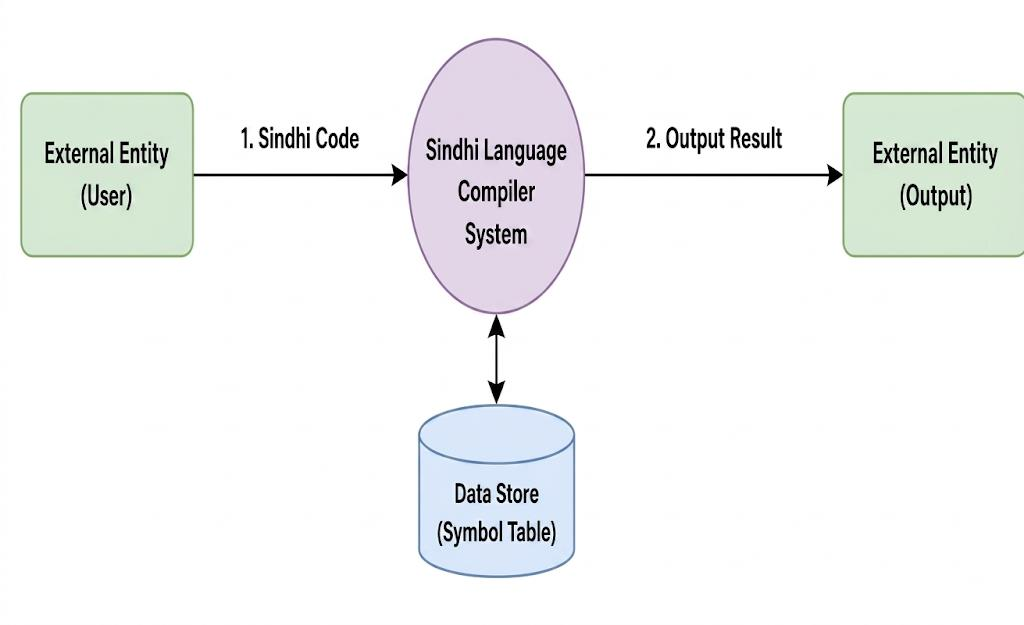 External Entity
(User)
1. Sindhi Code
Sindhi Language
Compiler
System
2. Output Result
External Entity
(Output)
Data Store
(Symbol Table)